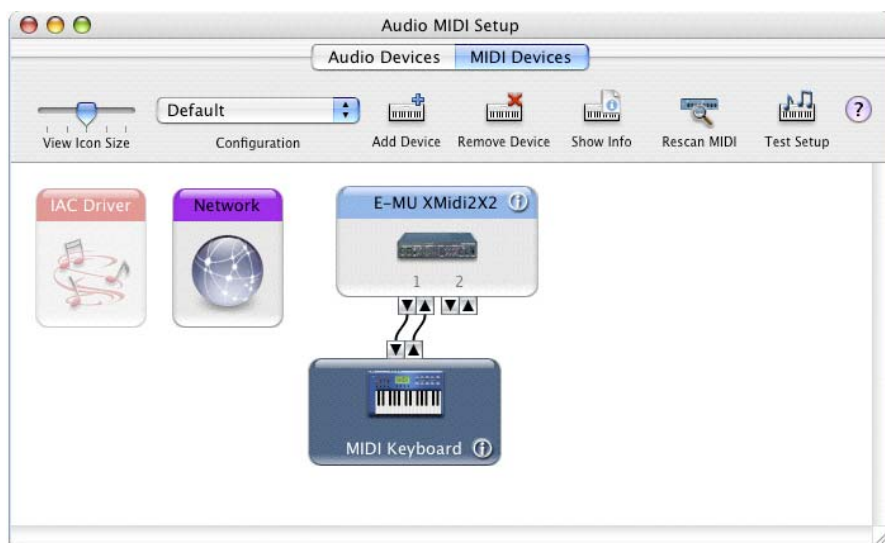 Audio MIDI Setup
Audio Devices MIDI Devices
Default
View Icon Size Configuration Add Device Remove Device Show Info Rescan MIDI Test Setup ?
IAC Driver Network E-MU XMidi2X2 i
1 2
MIDI Keyboard i